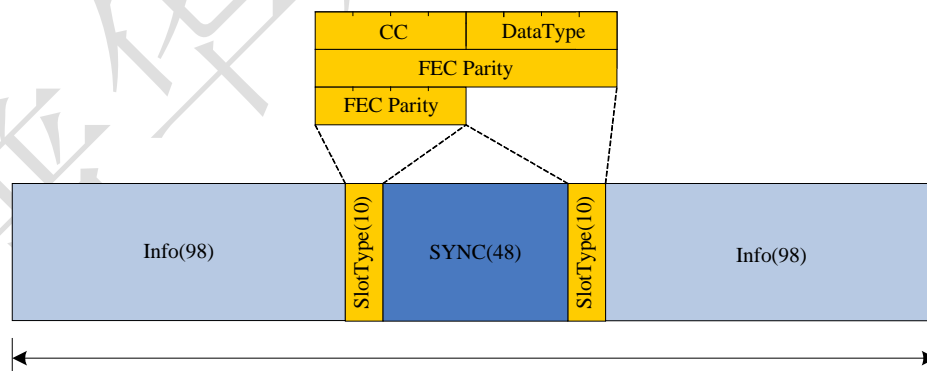 CC DataType
FEC Parity
FEC Parity
Info(98) SlotType(10) SYNC(48) SlotType(10) Info(98)